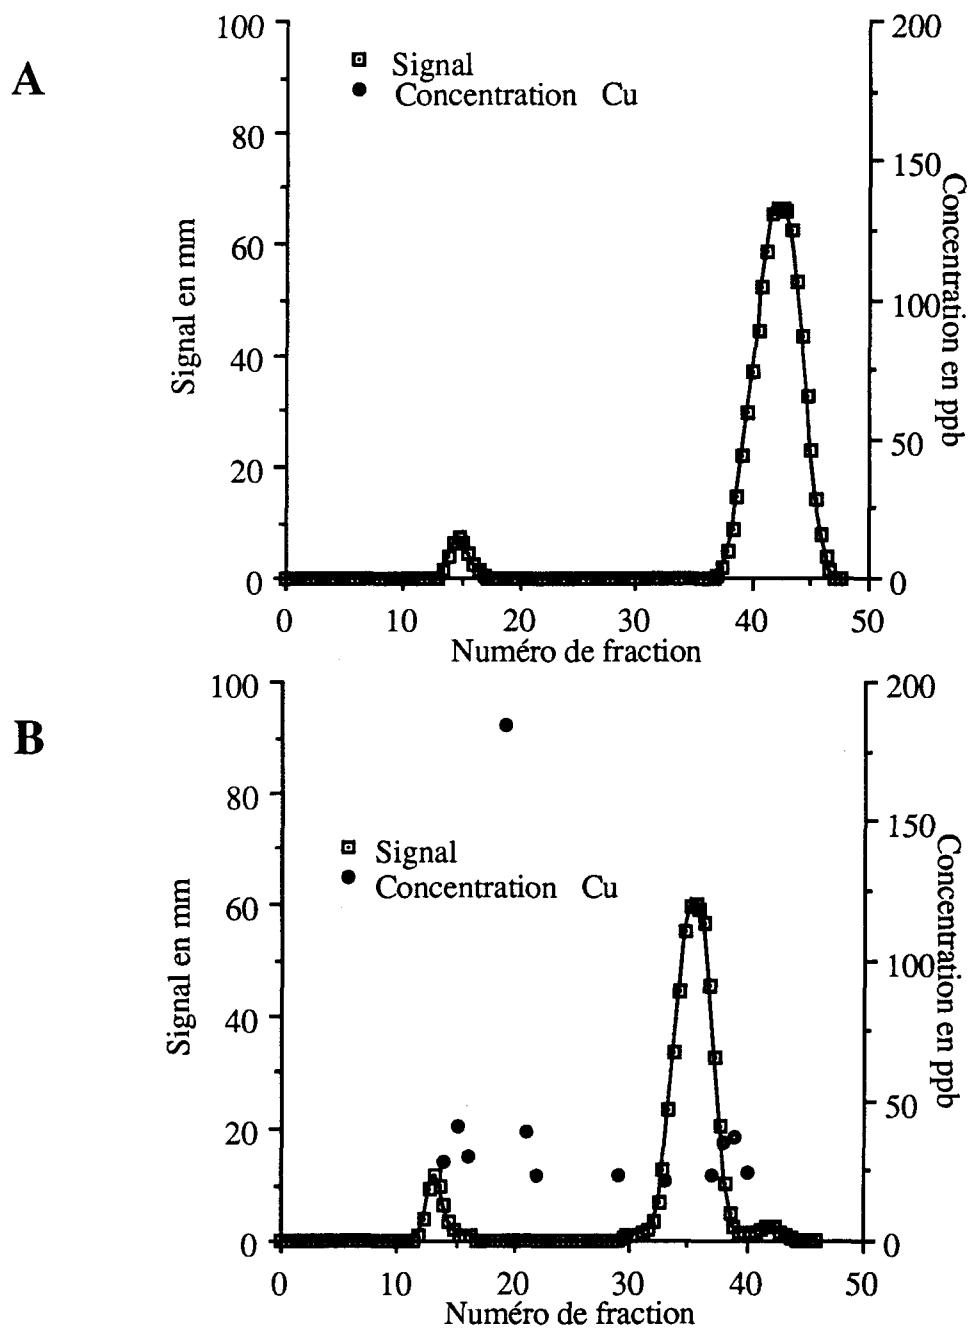 A
100
80
60
40
20
0
Signal en mm
Signal
Concentration Cu
200
150
100
50
0
Concentration en ppb
0 10 20 30 40 50
Numéro de fraction
B
100
80
60
40
20
0
Signal en mm
Signal
Concentration Cu
200
150
100
50
0
Concentration en ppb
0 10 20 30 40 50
Numéro de fraction